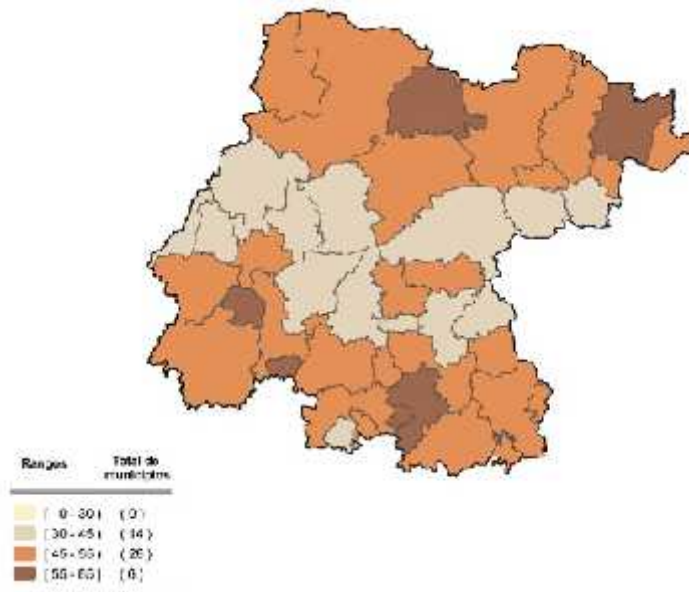 Rangos Total de
municipios
[ 0 - 30 ) ( 0 )
[ 30 - 45 ) ( 14 )
[ 45 - 55 ) ( 26 )
[ 55 - 65 ) ( 6 )